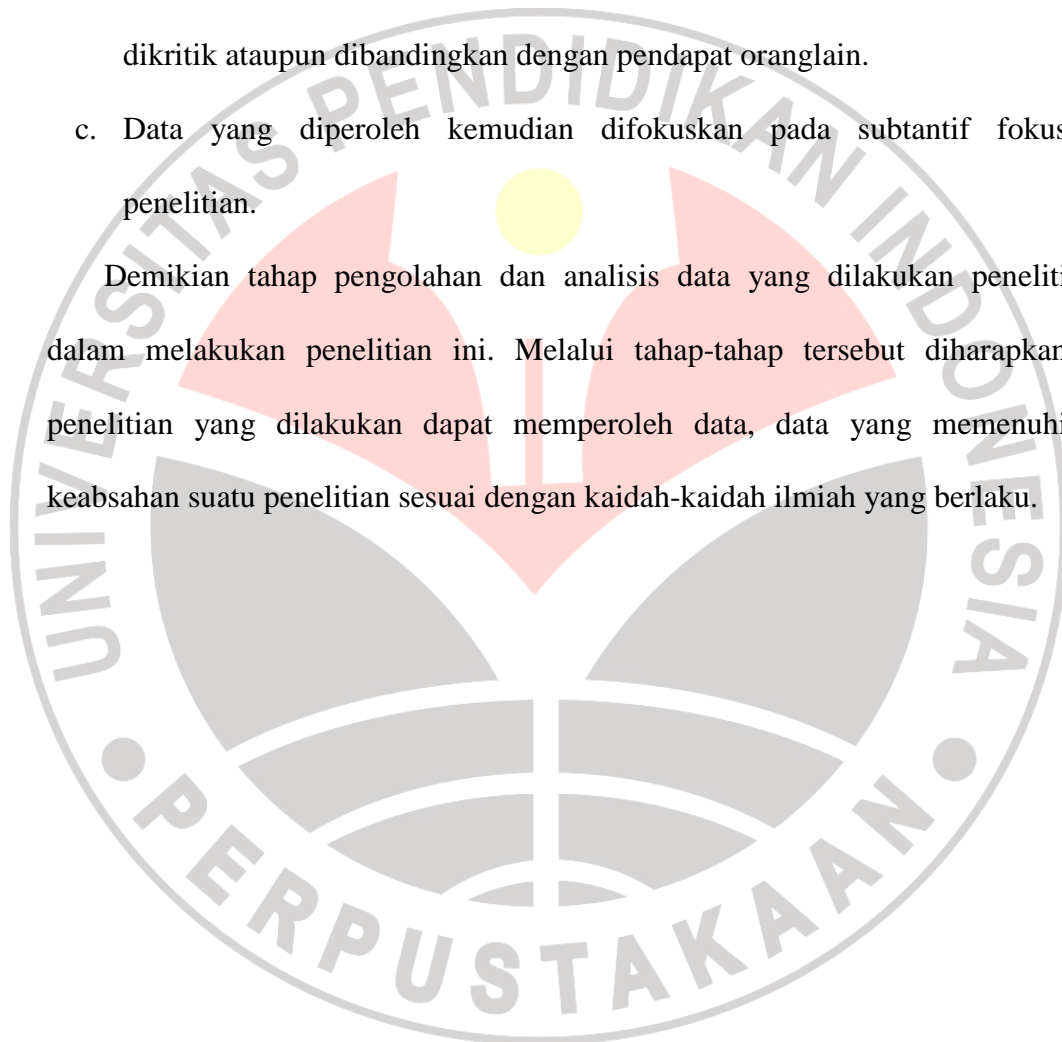 dikritik ataupun dibandingkan dengan pendapat oranglain.
c. Data yang diperoleh kemudian difokuskan pada subtantif fokus
penelitian.
Demikian tahap pengolahan dan analisis data yang dilakukan peneliti
dalam melakukan penelitian ini. Melalui tahap-tahap tersebut diharapkan
penelitian yang dilakukan dapat memperoleh data, data yang memenuhi
keabsahan suatu penelitian sesuai dengan kaidah-kaidah ilmiah yang berlaku.
UNIVERSITAS PENDIDIKAN INDONESIA
PERPUSTAKAAN